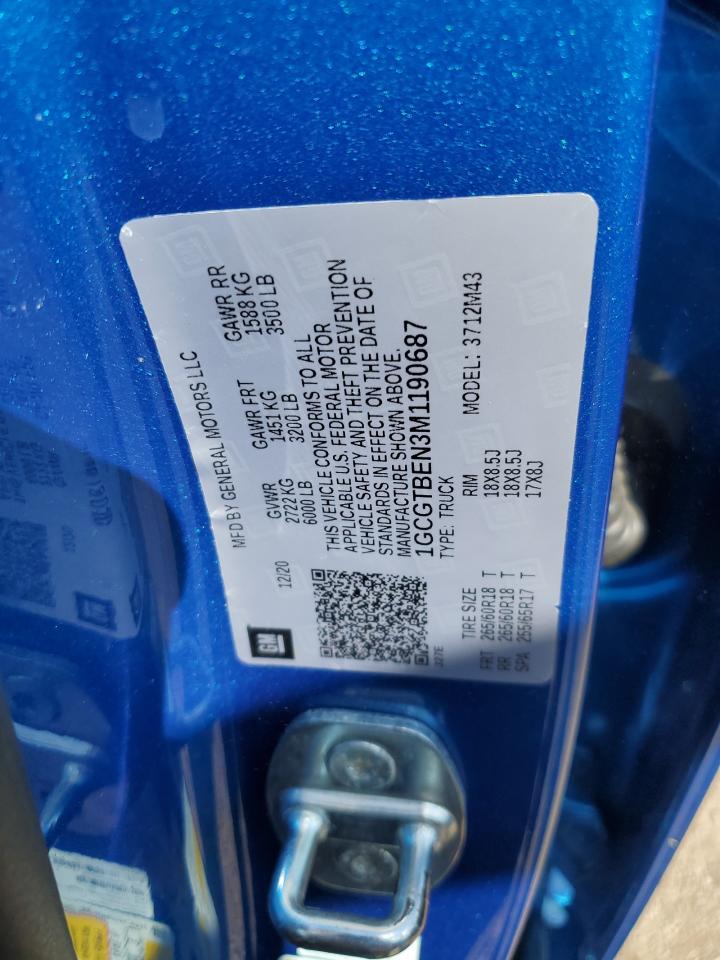 MFD BY GENERAL MOTORS LLC
GM
12/20
GVWR GAWR FRT GAWR RR
2722 KG 1451 KG 1588 KG
6000 LB 3200 LB 3500 LB
THIS VEHICLE CONFORMS TO ALL
APPLICABLE U.S. FEDERAL MOTOR
VEHICLE SAFETY AND THEFT PREVENTION
STANDARDS IN EFFECT ON THE DATE OF
MANUFACTURE SHOWN ABOVE.
1GCGTBEN3M1190687
TYPE: TRUCK MODEL: 3712M43
TIRE SIZE RIM
FRT 265/60R18 T 18X8.5J
RR 265/60R18 T 18X8.5J
SPA 255/65R17 T 17X8J